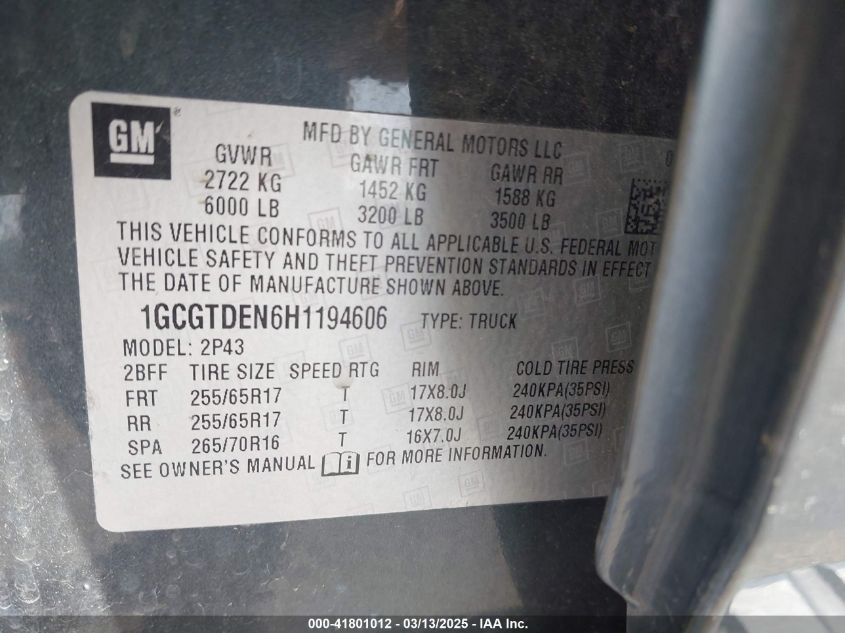 GM
MFD BY GENERAL MOTORS LLC
GVWR GAWR FRT GAWR RR
2722 KG 1452 KG 1588 KG
6000 LB 3200 LB 3500 LB
THIS VEHICLE CONFORMS TO ALL APPLICABLE U.S. FEDERAL MOT
VEHICLE SAFETY AND THEFT PREVENTION STANDARDS IN EFFECT
THE DATE OF MANUFACTURE SHOWN ABOVE.
1GCGTDEN6H1194606 TYPE: TRUCK
MODEL: 2P43
2BFF TIRE SIZE SPEED RTG RIM COLD TIRE PRESS
FRT 255/65R17 T 17X8.0J 240KPA(35PSI)
RR 255/65R17 T 17X8.0J 240KPA(35PSI)
SPA 265/70R16 T 16X7.0J 240KPA(35PSI)
SEE OWNER'S MANUAL FOR MORE INFORMATION.
000-41801012 - 03/13/2025 - IAA Inc.